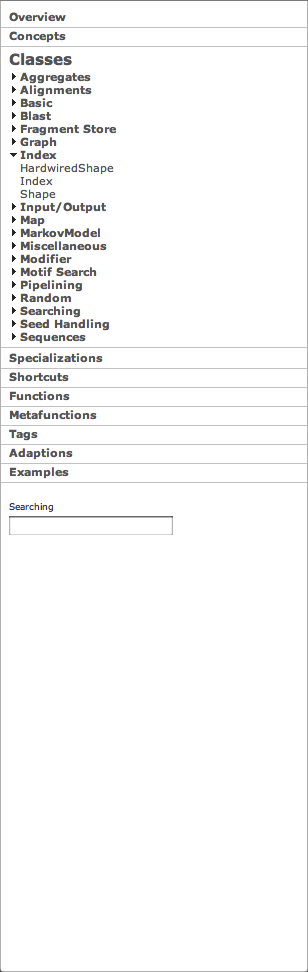 Overview
Concepts
Classes
Aggregates
Alignments
Basic
Blast
Fragment Store
Graph
Index
HardwiredShape
Index
Shape
Input/Output
Map
MarkovModel
Miscellaneous
Modifier
Motif Search
Pipelining
Random
Searching
Seed Handling
Sequences
Specializations
Shortcuts
Functions
Metafunctions
Tags
Adaptions
Examples
Searching